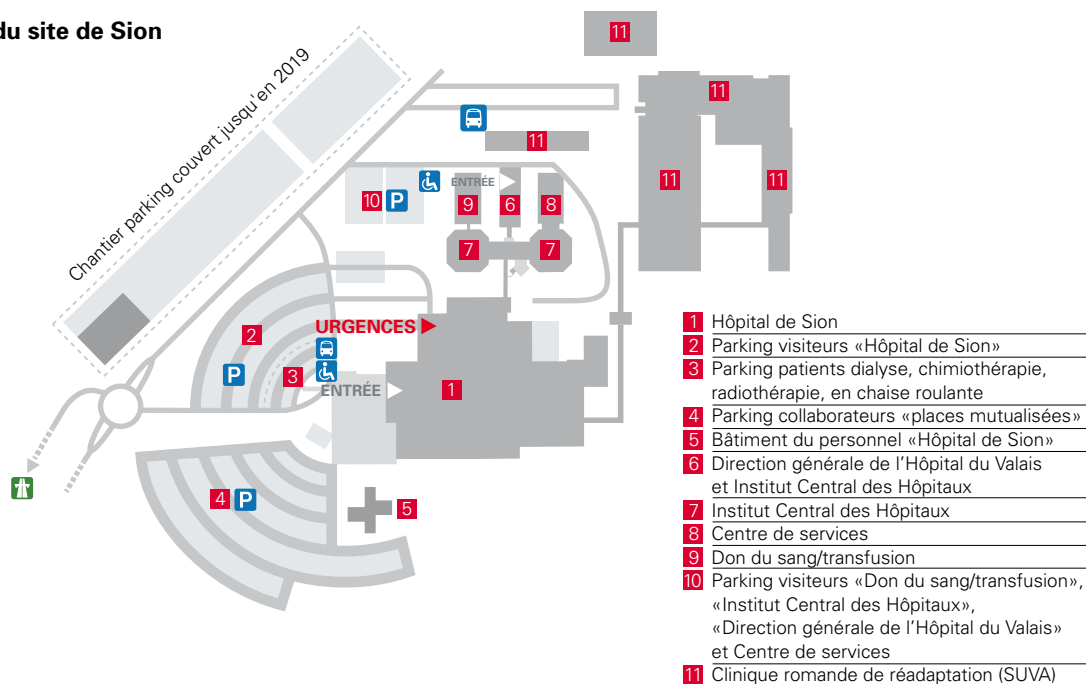 du site de Sion
Chantier parking couvert jusqu'en 2019
11
11
11
11
11
10 P
ENTRÉE
9
6
8
7
7
2
P
3
URGENCES
ENTRÉE
1
4 P
5
1 Hôpital de Sion
2 Parking visiteurs «Hôpital de Sion»
3 Parking patients dialyse, chimiothérapie,
radiothérapie, en chaise roulante
4 Parking collaborateurs «places mutualisées»
5 Bâtiment du personnel «Hôpital de Sion»
6 Direction générale de l'Hôpital du Valais
et Institut Central des Hôpitaux
7 Institut Central des Hôpitaux
8 Centre de services
9 Don du sang/transfusion
10 Parking visiteurs «Don du sang/transfusion»,
«Institut Central des Hôpitaux»,
«Direction générale de l'Hôpital du Valais»
et Centre de services
11 Clinique romande de réadaptation (SUVA)